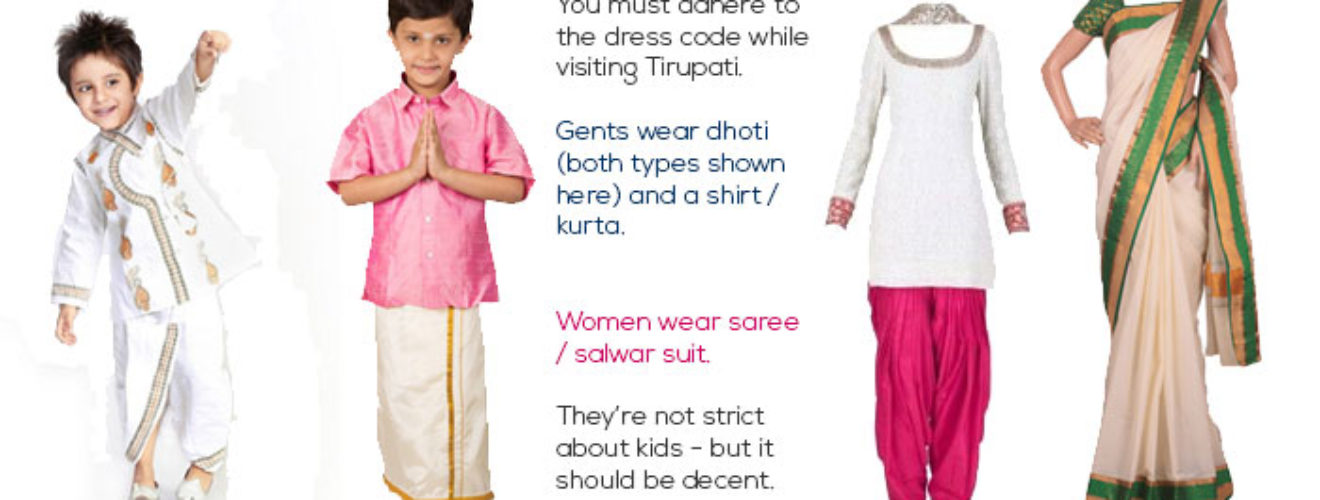 You must adhere to
the dress code while
visiting Tirupati.
Gents wear dhoti
(both types shown
here) and a shirt /
kurta.
Women wear saree
/ salwar suit.
They're not strict
about kids - but it
should be decent.